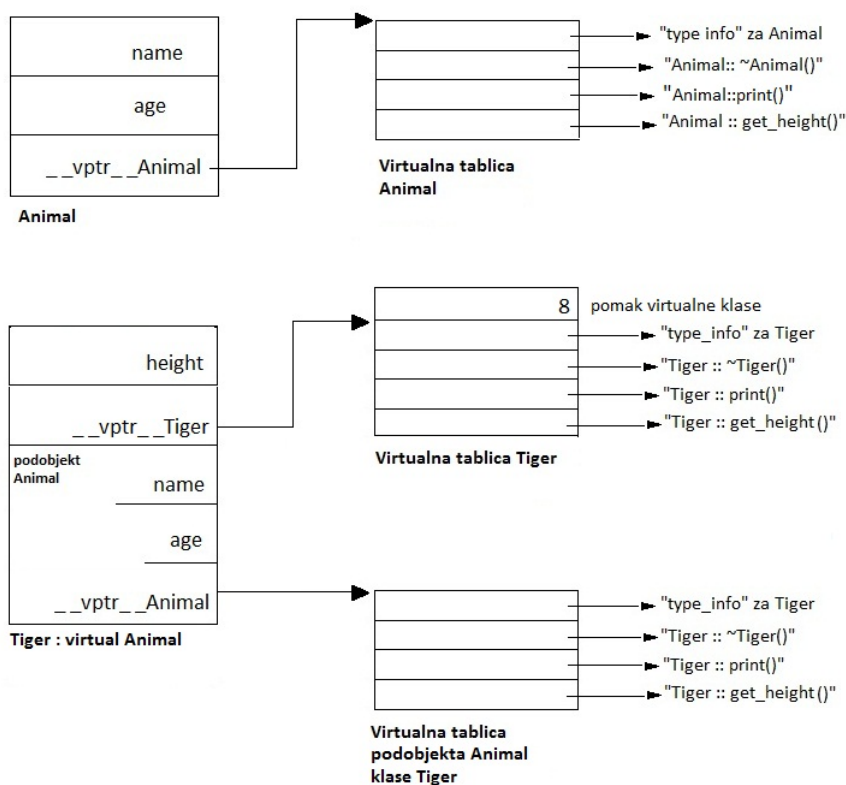 name
age
_ _vptr_ _Animal
Animal
"type info" za Animal
"Animal:: ~Animal()"
"Animal::print()"
"Animal :: get_height()"
Virtualna tablica
Animal
height
_ _vptr_ _Tiger
podobjekt
Animal
name
age
_ _vptr_ _Animal
Tiger : virtual Animal
8 pomak virtualne klase
"type_info" za Tiger
"Tiger :: ~Tiger()"
"Tiger :: print()"
"Tiger :: get_height()"
Virtualna tablica Tiger
"type_info" za Tiger
"Tiger :: ~Tiger()"
"Tiger :: print()"
"Tiger :: get_height()"
Virtualna tablica
podobjekta Animal
klase Tiger